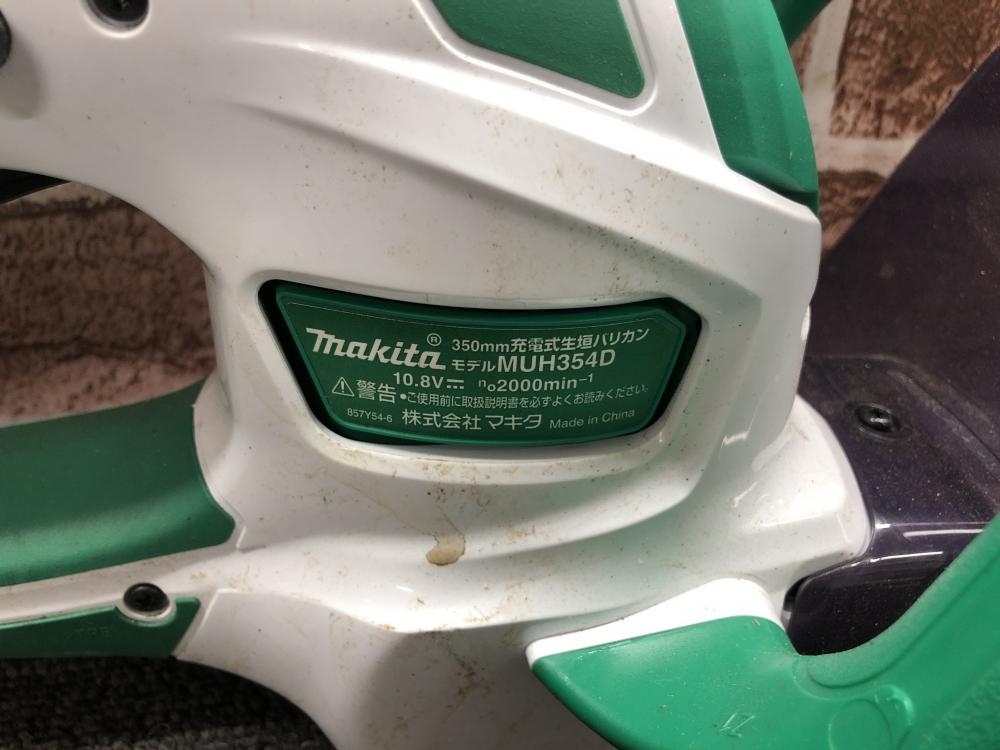 makita® 350mm充電式生垣バリカン
モデルMUH354D
10.8V⎓ n₀2000min⁻¹
⚠警告 •ご使用前に取扱説明書を必ずよくお読みください。
857Y54-6 株式会社 マキタ Made in China